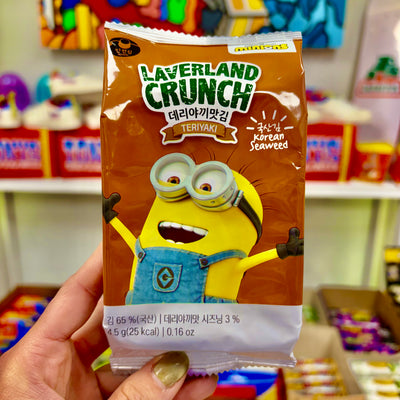 LAVERLAND
CRUNCH
데리야끼맛김
TERIYAKI
국산김
Korean
Seaweed
김 65 %(국산) | 데리야끼맛 시즈닝 3 %
4.5 g (25 kcal) | 0.16 oz